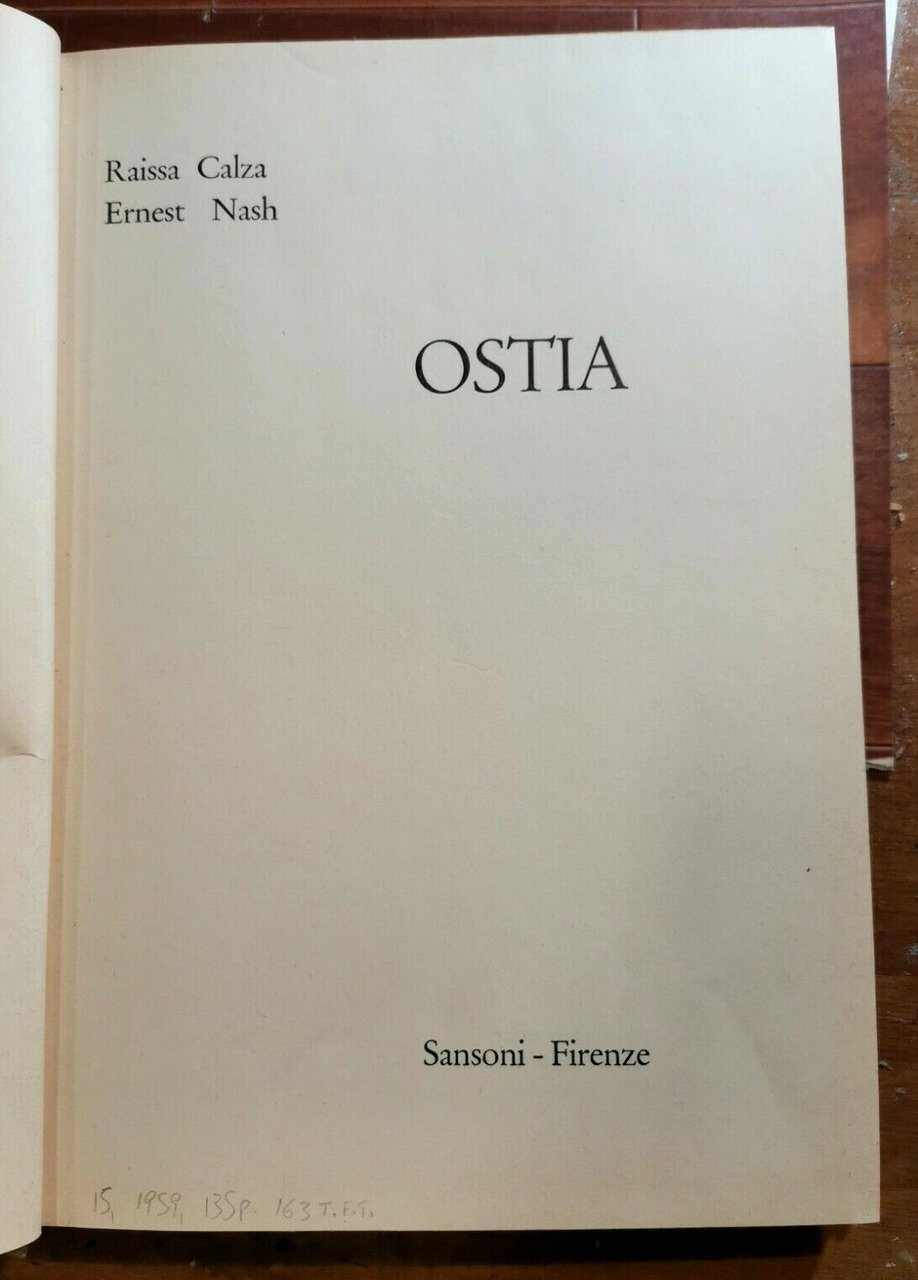 Raissa Calza
Ernest Nash
OSTIA
Sansoni - Firenze
15, 1959, 135p. 163 T.F.T.